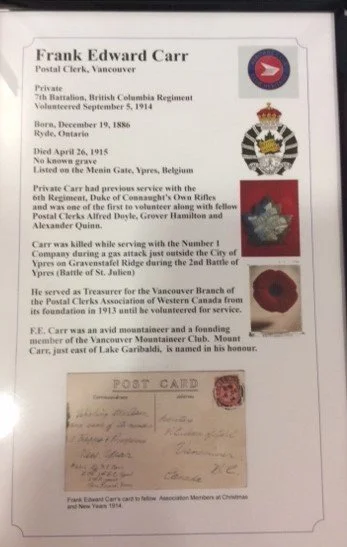 Frank Edward Carr
Postal Clerk, Vancouver
Private
7th Battalion, British Columbia Regiment
Volunteered September 5, 1914
Born, December 19, 1886
Ryde, Ontario
Died April 26, 1915
No known grave
Listed on the Menin Gate, Ypres, Belgium
Private Carr had previous service with the
6th Regiment, Duke of Connaught's Own Rifles
and was one of the first to volunteer along with fellow
Postal Clerks Alfred Doyle, Grover Hamilton and
Alexander Quinn.
Carr was killed while serving with the Number 1
Company during a gas attack just outside the City of
Ypres on Gravenstafel Ridge during the 2nd Battle of
Ypres (Battle of St. Julien)
He served as Treasurer for the Vancouver Branch of
the Postal Clerks Association of Western Canada from
its foundation in 1913 until he volunteered for service.
F.E. Carr was an avid mountaineer and a founding
member of the Vancouver Mountaineer Club. Mount
Carr, just east of Lake Garibaldi, is named in his honour.
POST CARD
Wishing
New Year
Vancouver
B.C.
Canada
Frank Edward Carr's card to fellow Association Members at Christmas
and New Years 1914